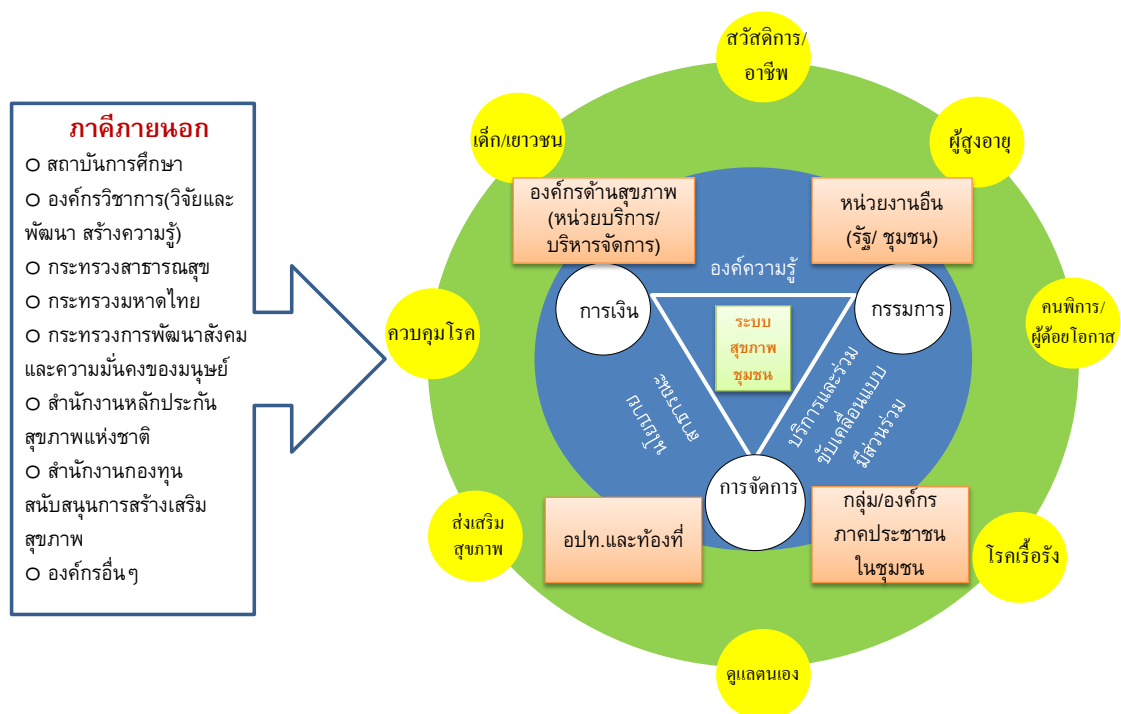 ภาคีภายนอก
O สถาบันการศึกษา
O องค์กรวิชาการ(วิจัยและ
พัฒนา สร้างความรู้)
O กระทรวงสาธารณสุข
O กระทรวงมหาดไทย
O กระทรวงการพัฒนาสังคม
และความมั่นคงของมนุษย์
O สำนักงานหลักประกัน
สุขภาพแห่งชาติ
O สำนักงานกองทุน
สนับสนุนการสร้างเสริม
สุขภาพ
O องค์กรอื่นๆ
สวัสดิการ/
อาชีพ
เด็ก/เยาวชน
ผู้สูงอายุ
องค์กรด้านสุขภาพ
(หน่วยบริการ/
บริหารจัดการ)
หน่วยงานอื่น
(รัฐ/ ชุมชน)
องค์ความรู้
การเงิน
กรรมการ
ระบบ
สุขภาพ
ชุมชน
ควบคุมโรค
คนพิการ/
ผู้ด้อยโอกาส
นโยบาย
สาธารณะ
บริการและร่วม
ขับเคลื่อนแบบ
มีส่วนร่วม
การจัดการ
ส่งเสริม
สุขภาพ
อปท.และท้องที่
กลุ่ม/องค์กร
ภาคประชาชน
ในชุมชน
โรคเรื้อรัง
ดูแลตนเอง